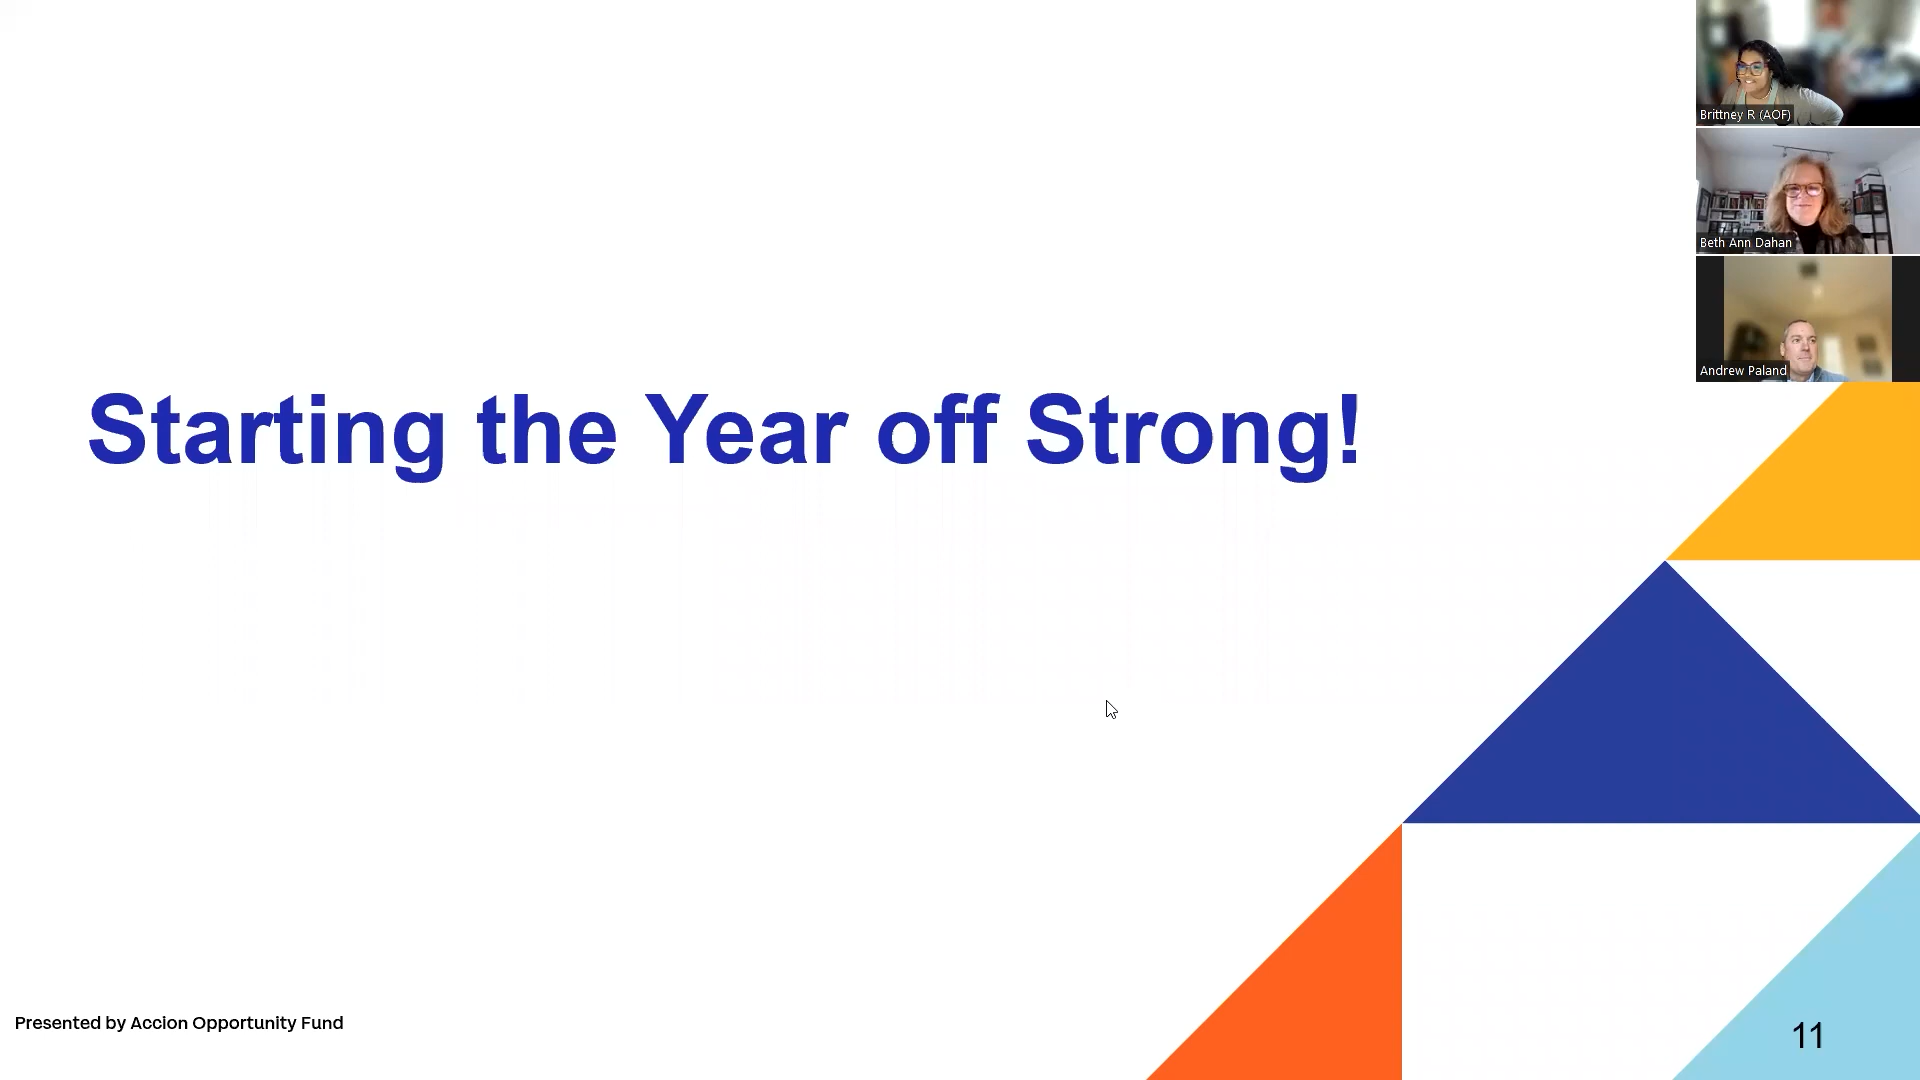 Brittney R (AOF)
Beth Ann Dahan
Andrew Paland
Starting the Year off Strong!
Presented by Accion Opportunity Fund
11